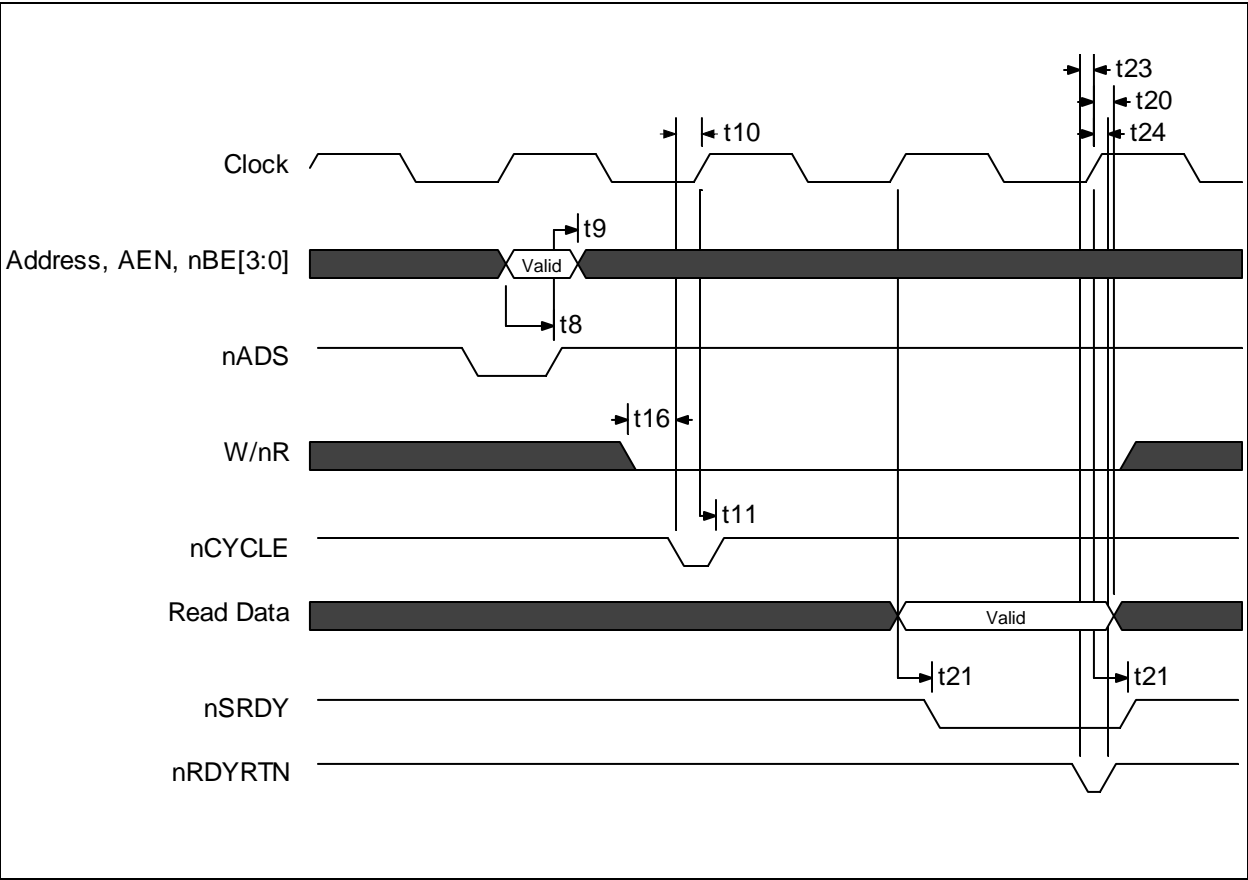 t23
t20
t10
t24
Clock
t9
Address, AEN, nBE[3:0]
Valid
t8
nADS
t16
W/nR
t11
nCYCLE
Read Data
Valid
t21
t21
nSRDY
nRDYRTN